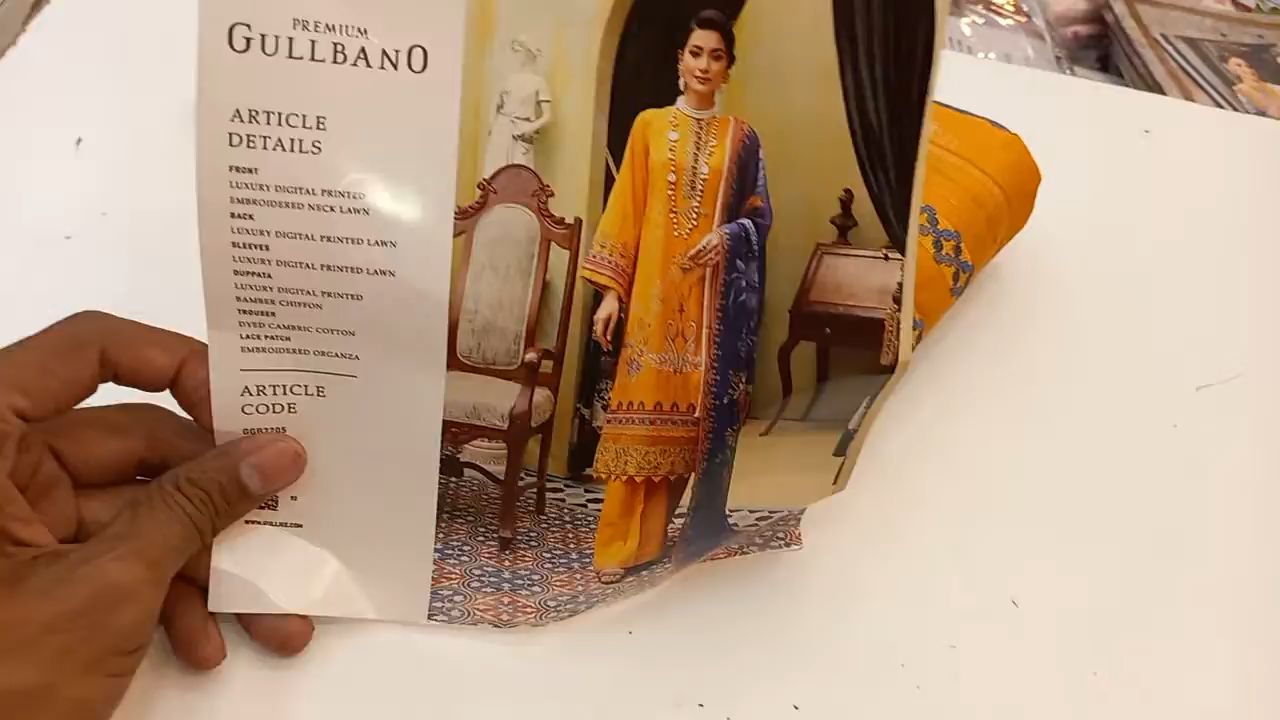 PREMIUM
GULLBANO
ARTICLE
DETAILS
FRONT
LUXURY DIGITAL PRINTED
EMBROIDERED NECK LAWN
BACK
LUXURY DIGITAL PRINTED LAWN
SLEEVES
LUXURY DIGITAL PRINTED LAWN
DUPPATA
LUXURY DIGITAL PRINTED
BAMBER CHIFFON
TROUSER
DYED CAMBRIC COTTON
LACE PATCH
EMBROIDERED ORGANZA
ARTICLE
CODE